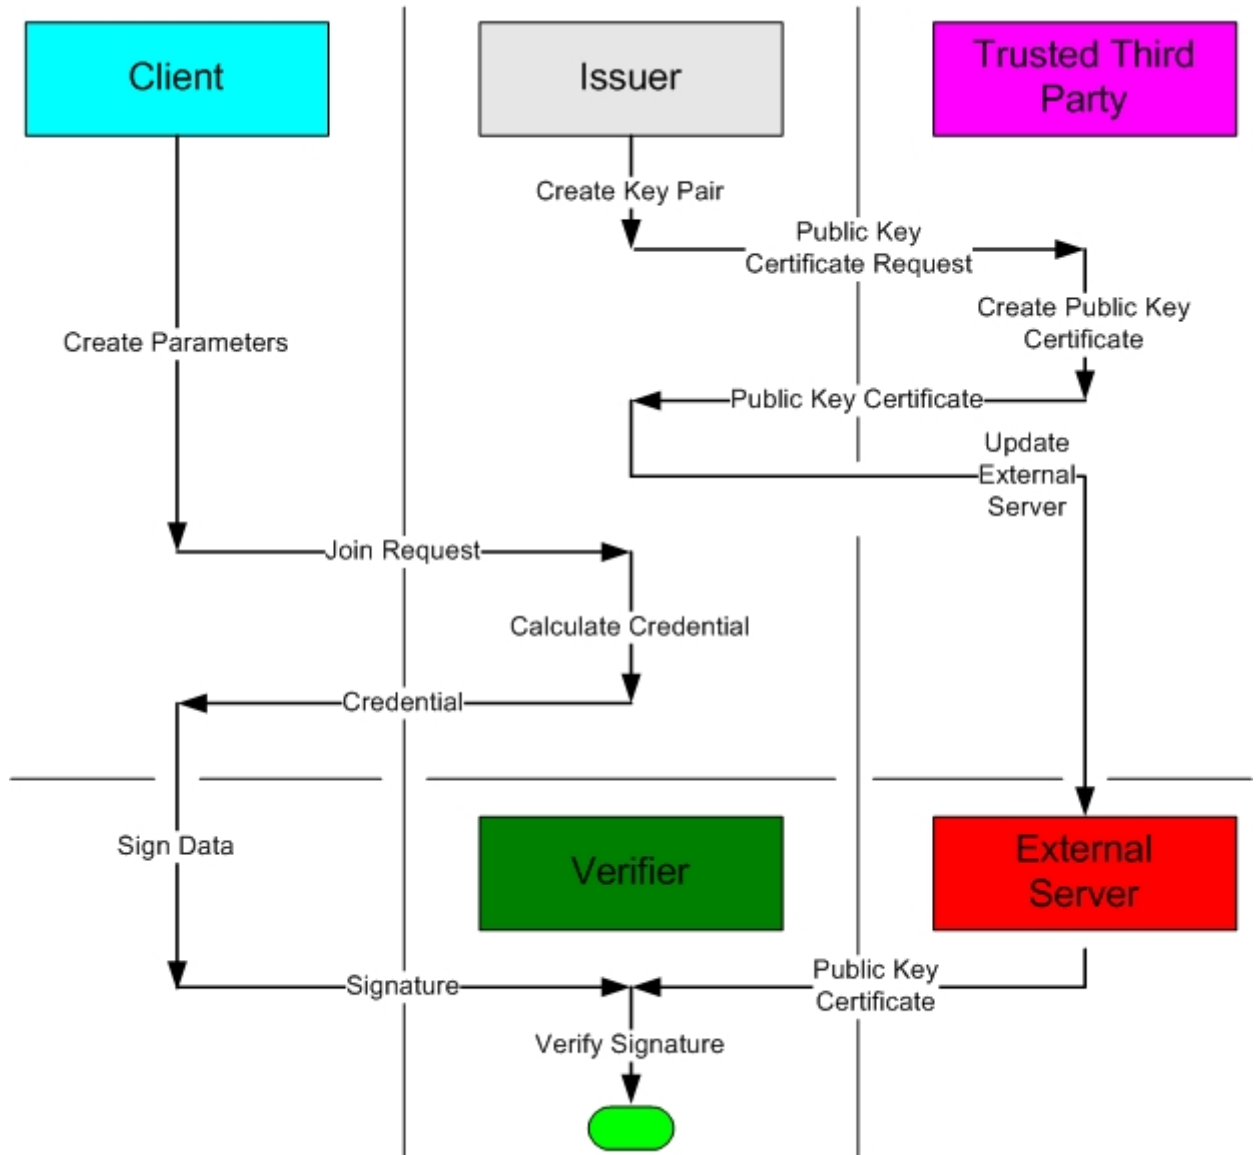 Client
Issuer
Trusted Third
Party
Create Key Pair
Public Key
Certificate Request
Create Public Key
Certificate
Create Parameters
Public Key Certificate
Update
External
Server
Join Request
Calculate Credential
Credential
Sign Data
Verifier
External
Server
Signature
Public Key
Certificate
Verify Signature